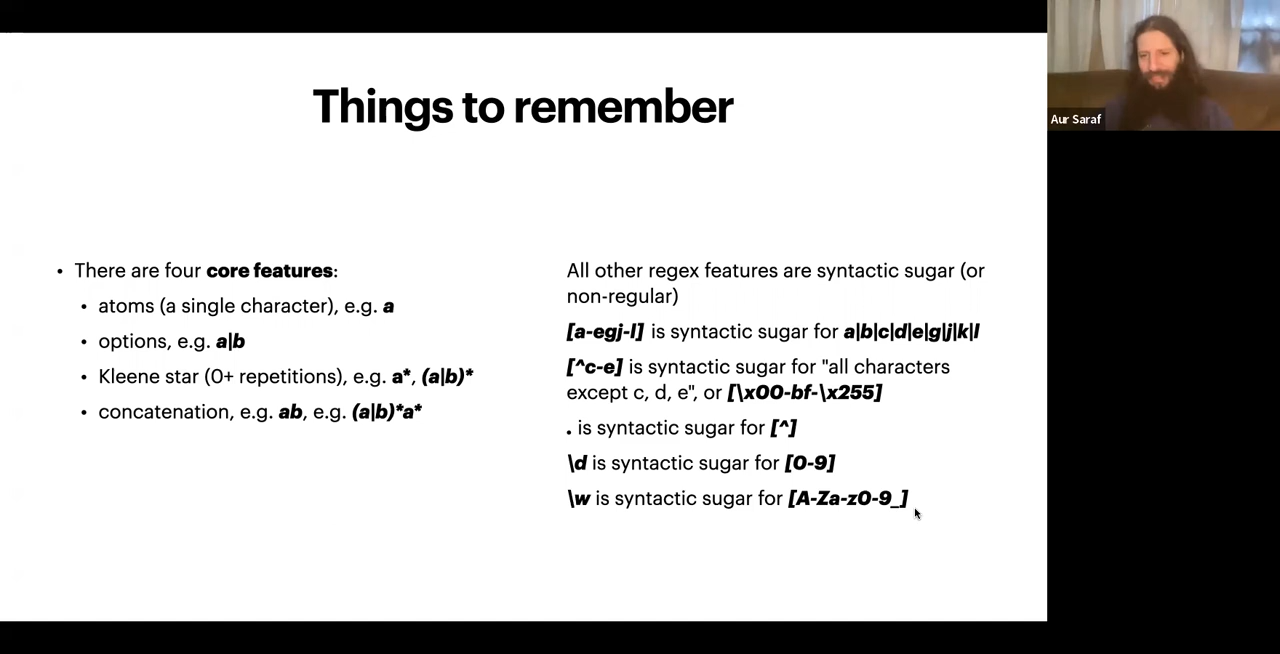 Things to remember
• There are four core features:
• atoms (a single character), e.g. a
• options, e.g. a|b
• Kleene star (0+ repetitions), e.g. a*, (a|b)*
• concatenation, e.g. ab, e.g. (a|b)*a*
All other regex features are syntactic sugar (or
non-regular)
[a-egj-l] is syntactic sugar for a|b|c|d|e|g|j|k|l
[^c-e] is syntactic sugar for "all characters
except c, d, e", or [\x00-bf-\x255]
. is syntactic sugar for [^]
\d is syntactic sugar for [0-9]
\w is syntactic sugar for [A-Za-z0-9_]
Aur Saraf